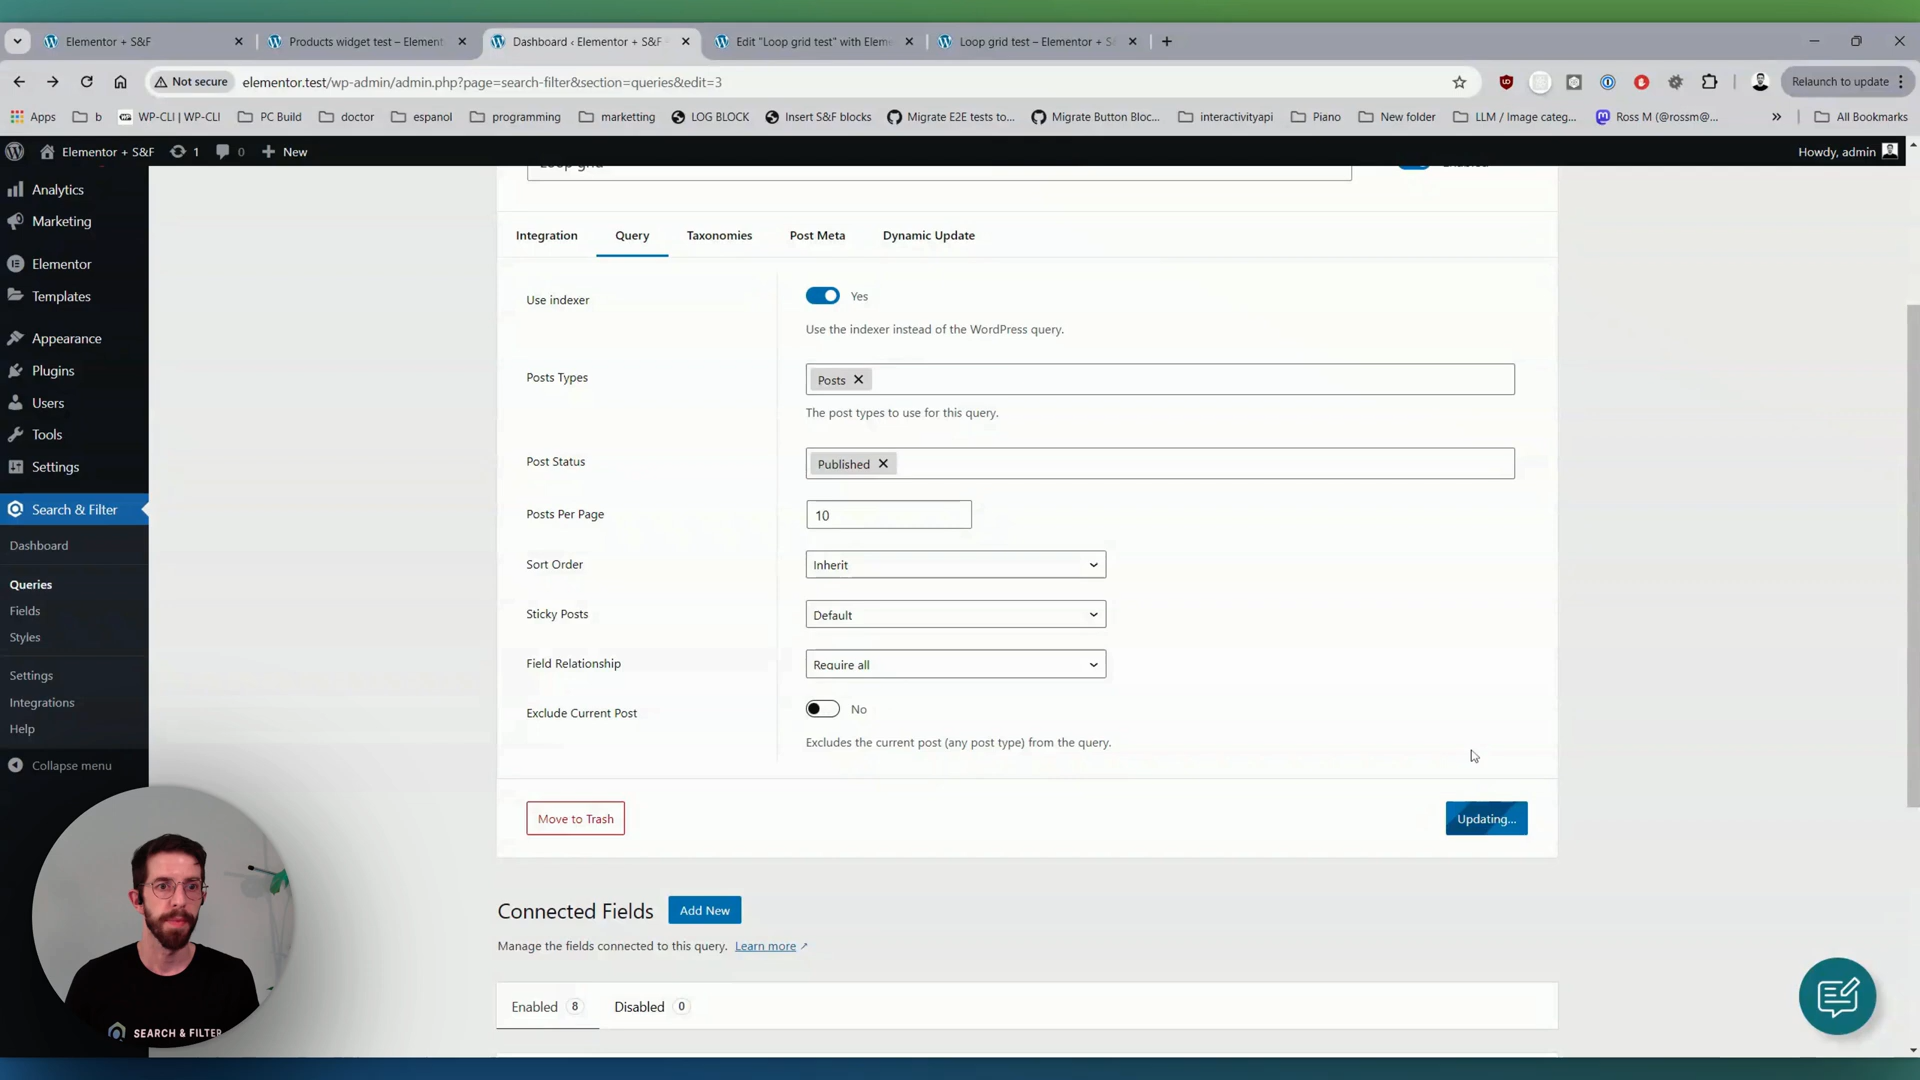 Elementor + S&F
Products widget test – Element
Dashboard ‹ Elementor + S&F
Edit "Loop grid test" with Elem
Loop grid test – Elementor + S
Not secure
elementor.test/wp-admin/admin.php?page=search-filter&section=queries&edit=3
Relaunch to update
Apps
b
WP-CLI | WP-CLI
PC Build
doctor
espanol
programming
marketting
LOG BLOCK
Insert S&F blocks
Migrate E2E tests to...
Migrate Button Bloc...
interactivityapi
Piano
New folder
LLM / Image categ...
Ross M (@rossm@...
All Bookmarks
Elementor + S&F
1
0
New
Howdy, admin
Analytics
Marketing
Elementor
Templates
Appearance
Plugins
Users
Tools
Settings
Search & Filter
Dashboard
Queries
Fields
Styles
Settings
Integrations
Help
Collapse menu
Integration
Query
Taxonomies
Post Meta
Dynamic Update
Use indexer
Yes
Use the indexer instead of the WordPress query.
Posts Types
Posts
The post types to use for this query.
Post Status
Published
Posts Per Page
10
Sort Order
Inherit
Sticky Posts
Default
Field Relationship
Require all
Exclude Current Post
No
Excludes the current post (any post type) from the query.
Move to Trash
Updating...
Connected Fields
Add New
Manage the fields connected to this query. Learn more ↗
Enabled 8
Disabled 0
SEARCH & FILTER